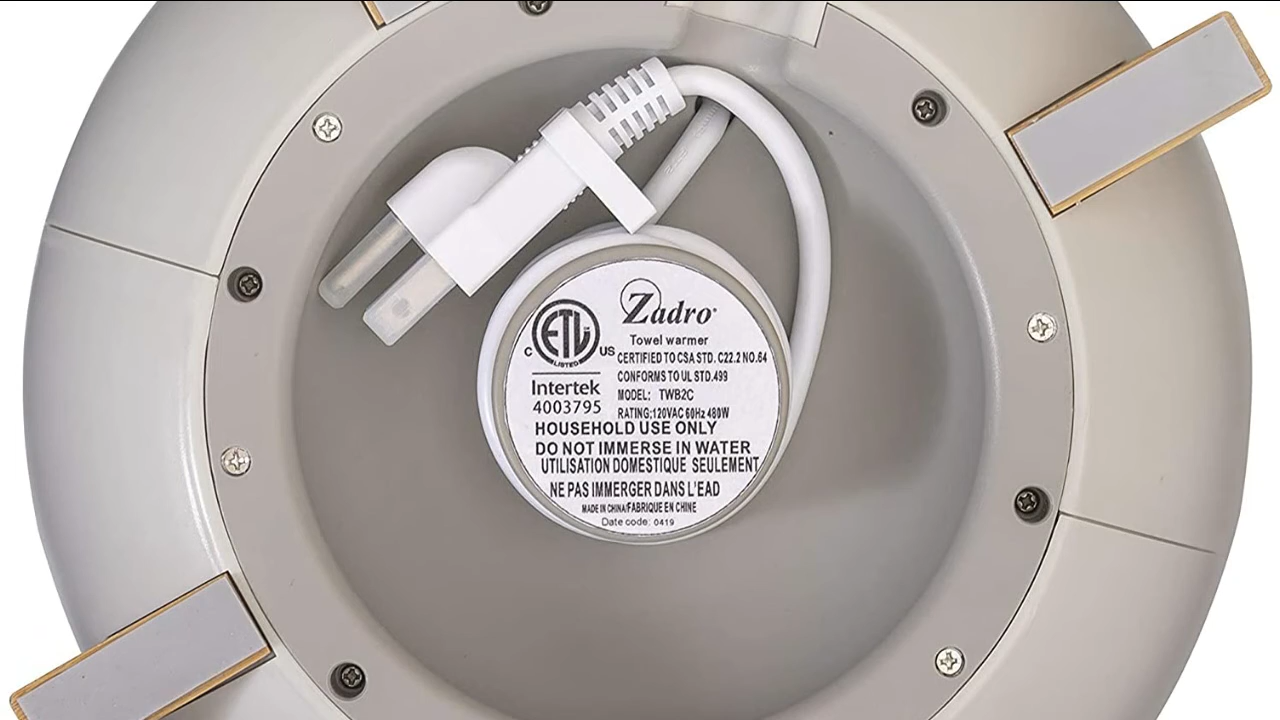 Zadro®
Towel warmer
ETL
C US
LISTED
CERTIFIED TO CSA STD. C22.2 NO.64
CONFORMS TO UL STD.499
Intertek
4003795
MODEL: TWB2C
RATING:120VAC 60Hz 480W
HOUSEHOLD USE ONLY
DO NOT IMMERSE IN WATER
UTILISATION DOMESTIQUE SEULEMENT
NE PAS IMMERGER DANS L'EAD
MADE IN CHINA/FABRIQUE EN CHINE
Date code: 0419